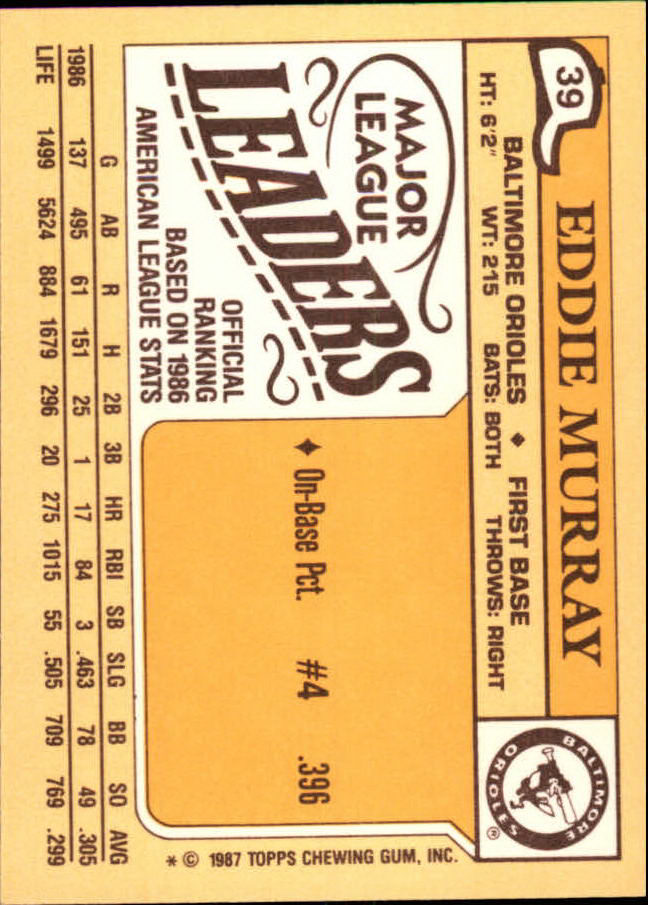 39
EDDIE MURRAY
BALTIMORE ORIOLES ♦ FIRST BASE
HT: 6'2" WT: 215 BATS: BOTH THROWS: RIGHT
BALTIMORE
ORIOLES ®
MAJOR
LEAGUE
LEADERS
OFFICIAL
RANKING
BASED ON 1986
AMERICAN LEAGUE STATS
♦ On-Base Pct. #4 .396
* © 1987 TOPPS CHEWING GUM, INC.
G AB R H 2B 3B HR RBI SB SLG BB SO AVG
1986 137 495 61 151 25 1 17 84 3 .463 78 49 .305
LIFE 1499 5624 884 1679 296 20 275 1015 55 .505 709 769 .299